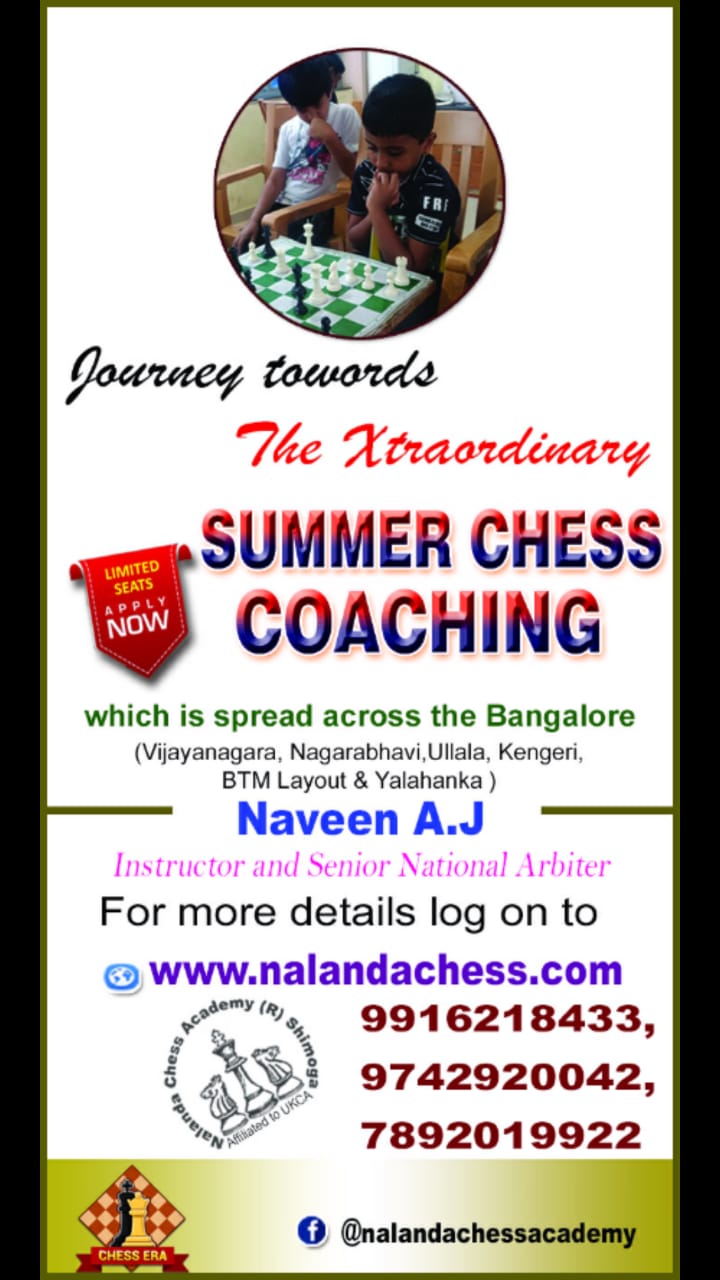 FR
Journey towords
The Xtraordinary
LIMITED
SEATS
APPLY
NOW
SUMMER CHESS
COACHING
which is spread across the Bangalore
(Vijayanagara, Nagarabhavi,Ullala, Kengeri,
BTM Layout & Yalahanka )
Naveen A.J
Instructor and Senior National Arbiter
For more details log on to
www.nalandachess.com
Nalanda Chess Academy (R) Shimoga
Affiliated to UKCA
9916218433,
9742920042,
7892019922
CHESS ERA
@nalandachessacademy